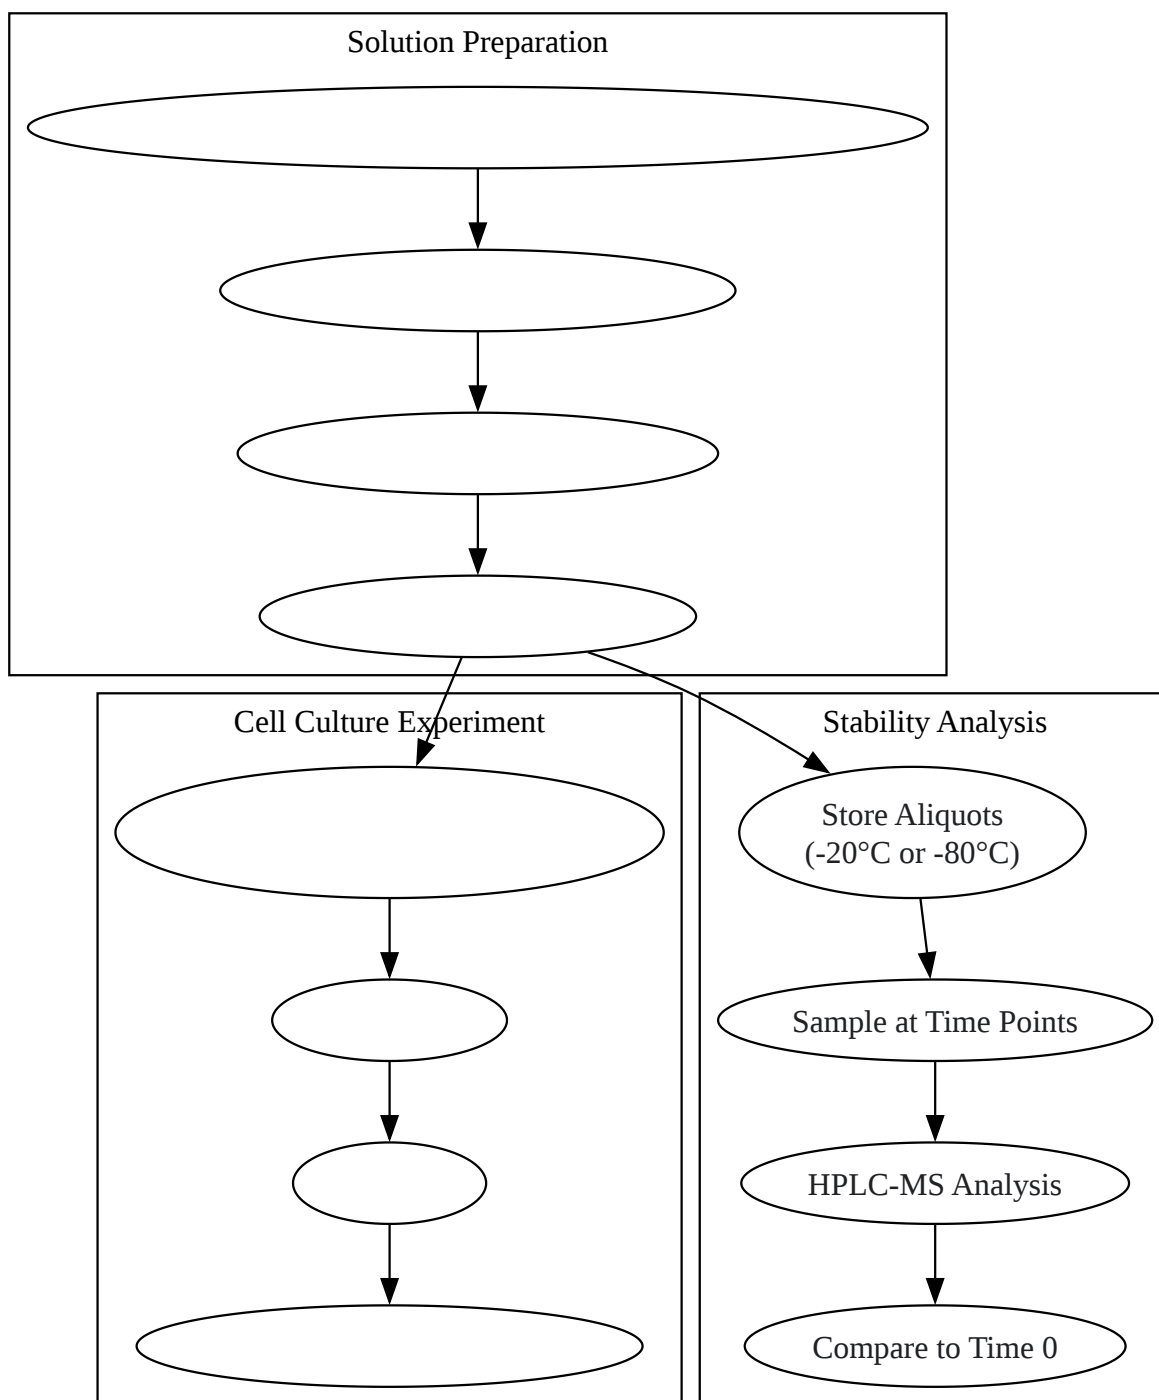 Solution Preparation
Cell Culture Experiment
Stability Analysis
Store Aliquots
(-20°C or -80°C)
Sample at Time Points
HPLC-MS Analysis
Compare to Time 0